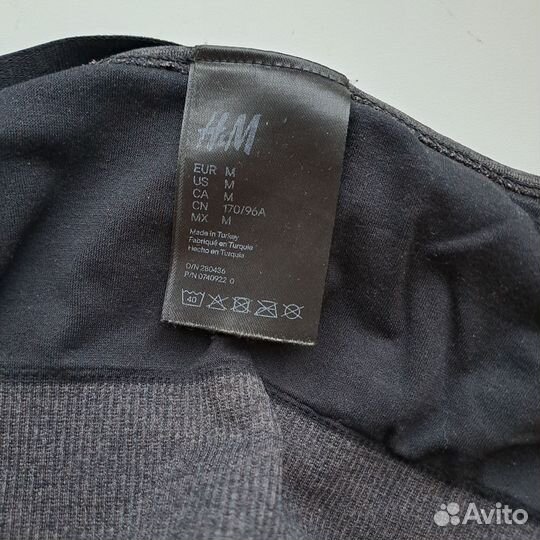 H&M
EUR M
US M
CA M
CN 170/96A
MX M
Made in Turkey
Fabriqué en Turquie
Hecho en Turquía
O/N 280436
P/N 0740922 0
40
Avito